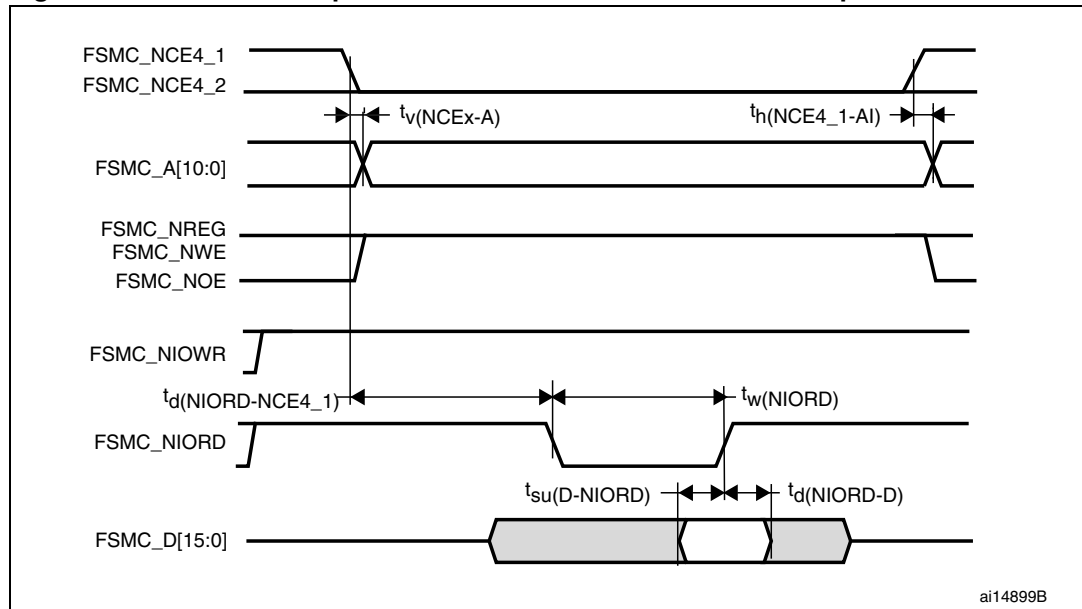 FSMC_NCE4_1
FSMC_NCE4_2
tv(NCEx-A)
th(NCE4_1-AI)
FSMC_A[10:0]
FSMC_NREG
FSMC_NWE
FSMC_NOE
FSMC_NIOWR
td(NIORD-NCE4_1)
tw(NIORD)
FSMC_NIORD
tsu(D-NIORD)
td(NIORD-D)
FSMC_D[15:0]
ai14899B